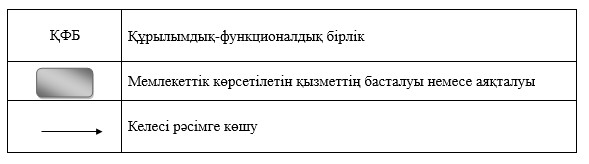 ҚФБ
Құрылымдық-функционалдық бірлік
Мемлекеттік көрсетілетін қызметтің басталуы немесе аяқталуы
Келесі рәсімге көшу